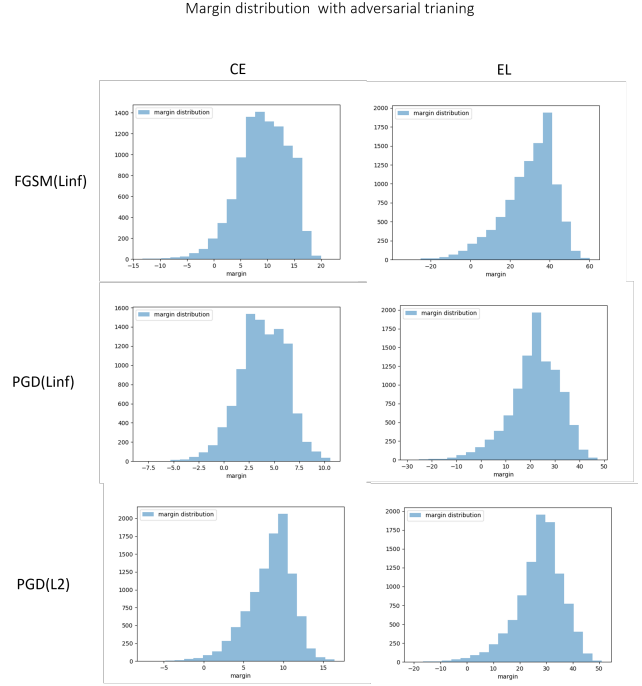 Margin distribution with adversarial trianing
CE EL
FGSM(Linf)
margin distribution
1400
1200
1000
800
600
400
200
0
−15 −10 −5 0 5 10 15 20
margin
margin distribution
2000
1750
1500
1250
1000
750
500
250
0
−20 0 20 40 60
margin
PGD(Linf)
margin distribution
1600
1400
1200
1000
800
600
400
200
0
−7.5 −5.0 −2.5 0.0 2.5 5.0 7.5 10.0
margin
margin distribution
2000
1750
1500
1250
1000
750
500
250
0
−30 −20 −10 0 10 20 30 40 50
margin
PGD(L2)
margin distribution
2000
1750
1500
1250
1000
750
500
250
0
−5 0 5 10 15
margin
margin distribution
2000
1750
1500
1250
1000
750
500
250
0
−20 −10 0 10 20 30 40 50
margin